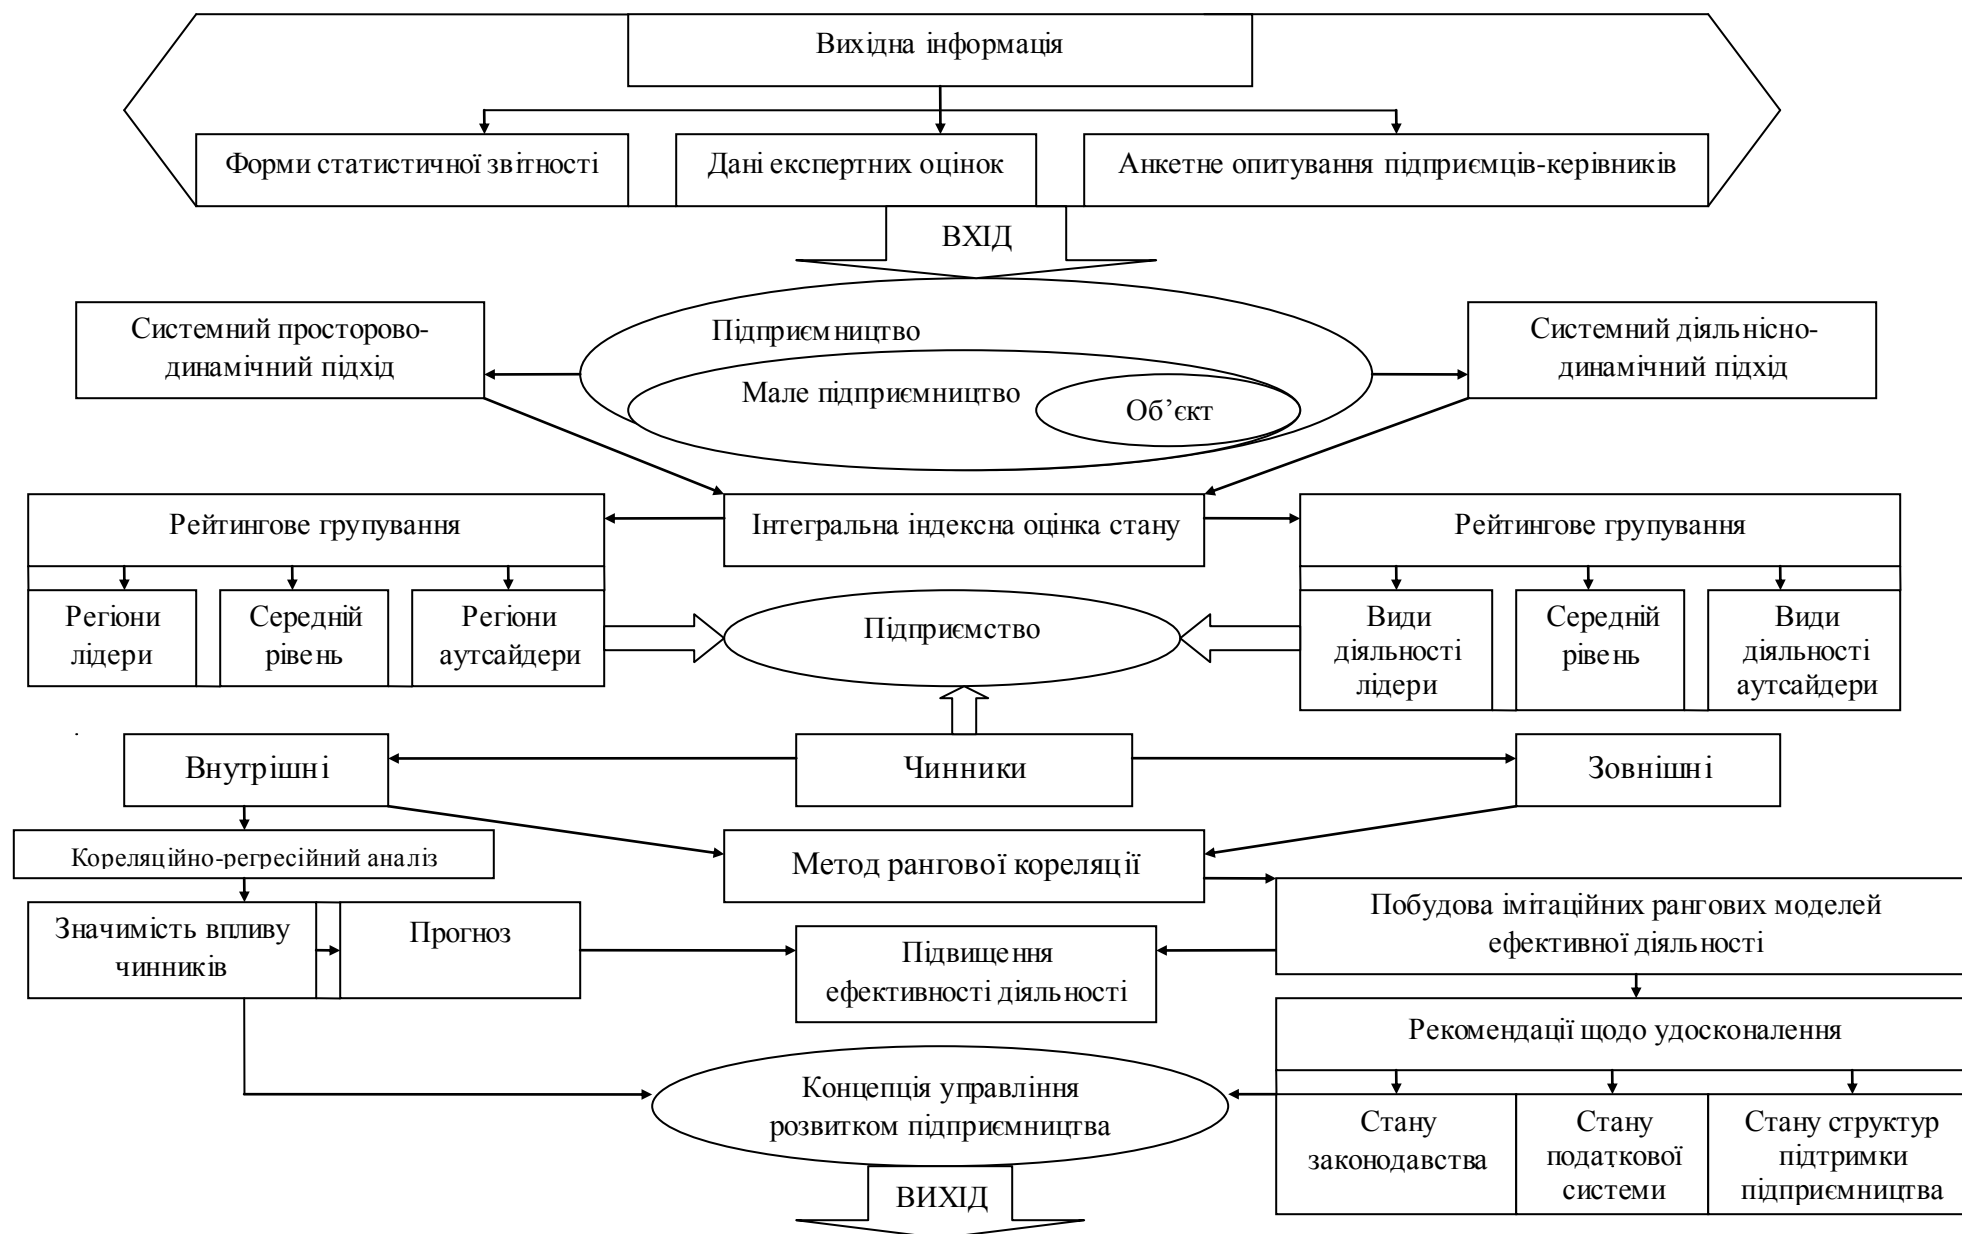 Вихідна інформація
Форми статистичної звітності
Дані експертних оцінок
Анкетне опитування підприємців-керівників
ВХІД
Системний просторово-
динамічний підхід
Підприємництво
Мале підприємництво
Об’єкт
Системний діяльнісно-
динамічний підхід
Рейтингове групування
Інтегральна індексна оцінка стану
Рейтингове групування
Регіони
лідери
Середній
рівень
Регіони
аутсайдери
Підприємство
Види
діяльності
лідери
Середній
рівень
Види
діяльності
аутсайдери
Внутрішні
Чинники
Зовнішні
Кореляційно-регресійний аналіз
Метод рангової кореляції
Значимість впливу
чинників
Прогноз
Підвищення
ефективності діяльності
Побудова імітаційних рангових моделей
ефективної діяльності
Рекомендації щодо удосконалення
Концепція управління
розвитком підприємництва
Стану
законодавства
Стану
податкової
системи
Стану структур
підтримки
підприємництва
ВИХІД